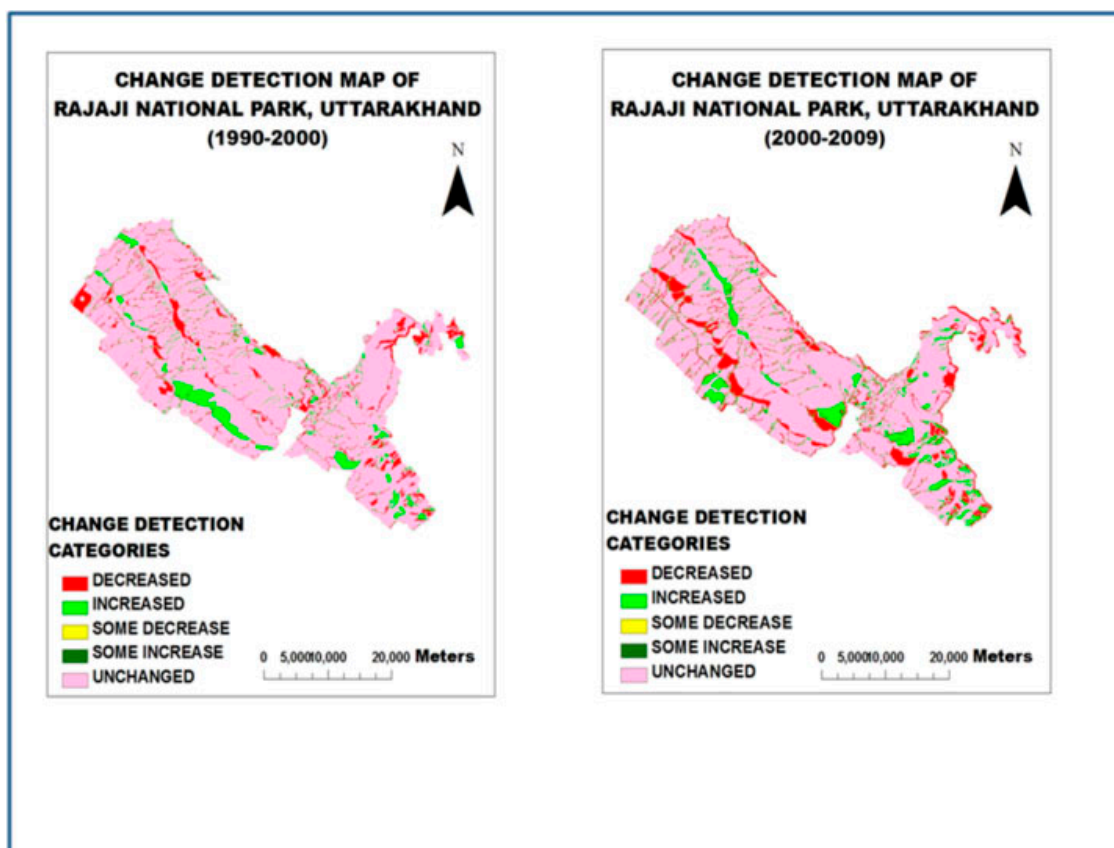 CHANGE DETECTION MAP OF
RAJAJI NATIONAL PARK, UTTARAKHAND
(1990-2000)
N
CHANGE DETECTION
CATEGORIES
DECREASED
INCREASED
SOME DECREASE
SOME INCREASE
UNCHANGED
0 5,00010,000 20,000 Meters
CHANGE DETECTION MAP OF
RAJAJI NATIONAL PARK, UTTARAKHAND
(2000-2009)
N
CHANGE DETECTION
CATEGORIES
DECREASED
INCREASED
SOME DECREASE
SOME INCREASE
UNCHANGED
0 5,00010,000 20,000 Meters